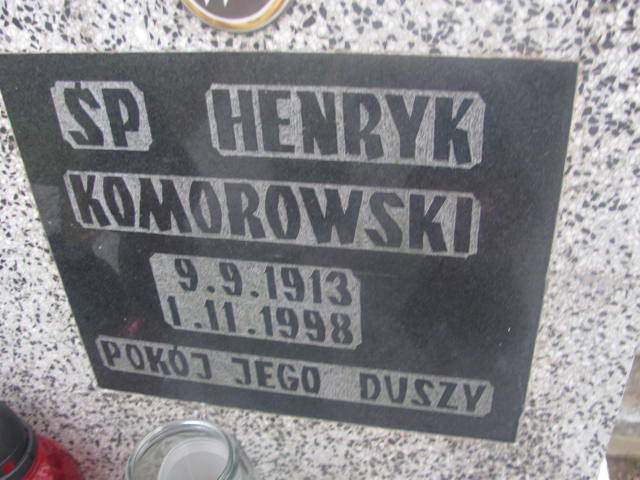 ŚP HENRYK
KOMOROWSKI
9.9.1913
1.11.1998
POKÓJ JEGO DUSZY